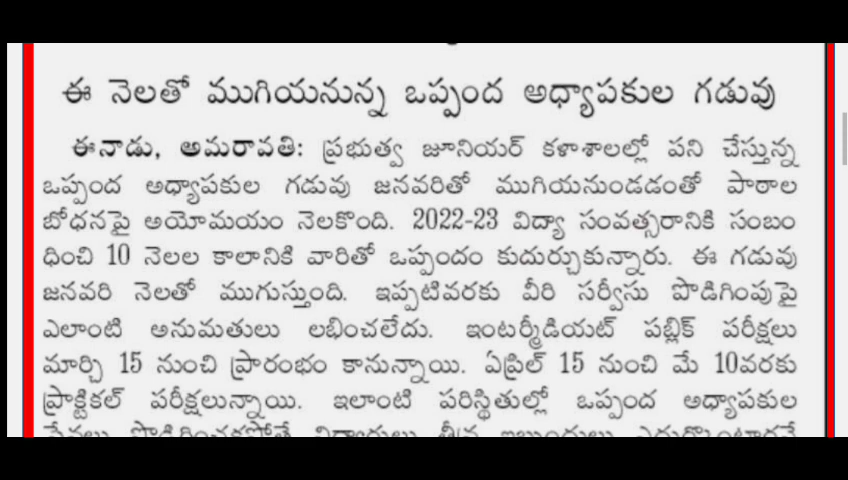 ఈ నెలతో ముగియనున్న ఒప్పంద అధ్యాపకుల గడువు
ఈనాడు, అమరావతి: ప్రభుత్వ జూనియర్ కళాశాలల్లో పని చేస్తున్న
ఒప్పంద అధ్యాపకుల గడువు జనవరితో ముగియనుండడంతో పాఠాల
బోధనపై అయోమయం నెలకొంది. 2022-23 విద్యా సంవత్సరానికి సంబం
ధించి 10 నెలల కాలానికి వారితో ఒప్పందం కుదుర్చుకున్నారు. ఈ గడువు
జనవరి నెలతో ముగుస్తుంది. ఇప్పటివరకు వీరి సర్వీసు పొడిగింపుపై
ఎలాంటి అనుమతులు లభించలేదు. ఇంటర్మీడియట్ పబ్లిక్ పరీక్షలు
మార్చి 15 నుంచి ప్రారంభం కానున్నాయి. ఏప్రిల్ 15 నుంచి మే 10వరకు
ప్రాక్టికల్ పరీక్షలున్నాయి. ఇలాంటి పరిస్థితుల్లో ఒప్పంద అధ్యాపకుల